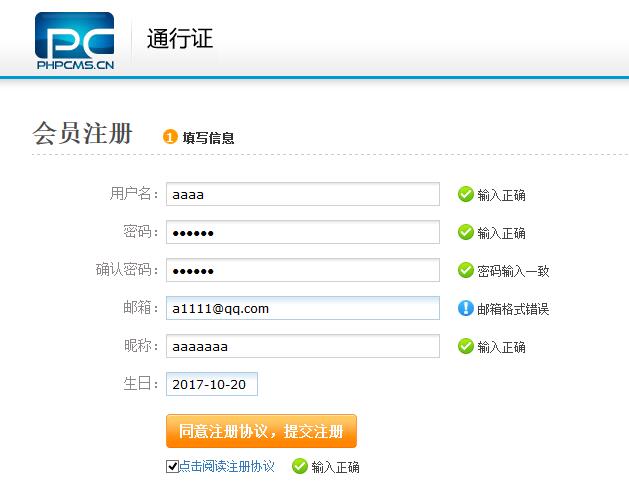 PC 通行证
PHPCMS.CN
会员注册 1 填写信息
用户名： aaaa 输入正确
密码： •••••• 输入正确
确认密码： •••••• 密码输入一致
邮箱： a1111@qq.com 邮箱格式错误
昵称： aaaaaaa 输入正确
生日： 2017-10-20
同意注册协议，提交注册
点击阅读注册协议 输入正确